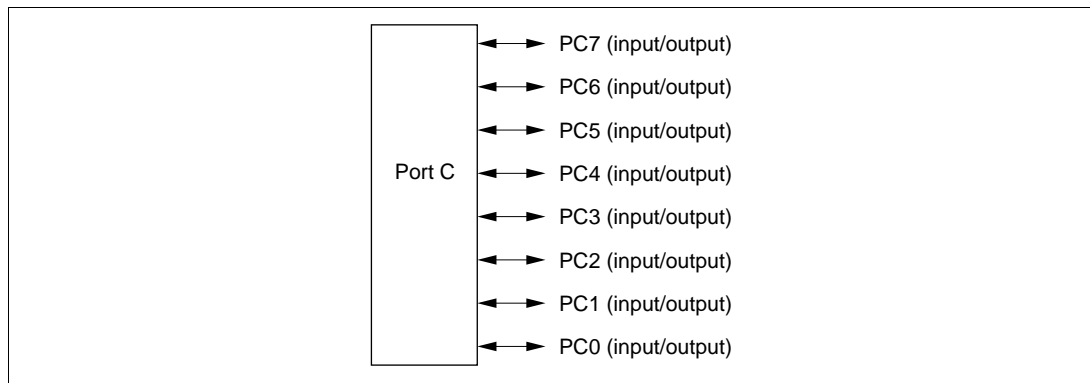 PC7 (input/output)
PC6 (input/output)
PC5 (input/output)
Port C
PC4 (input/output)
PC3 (input/output)
PC2 (input/output)
PC1 (input/output)
PC0 (input/output)